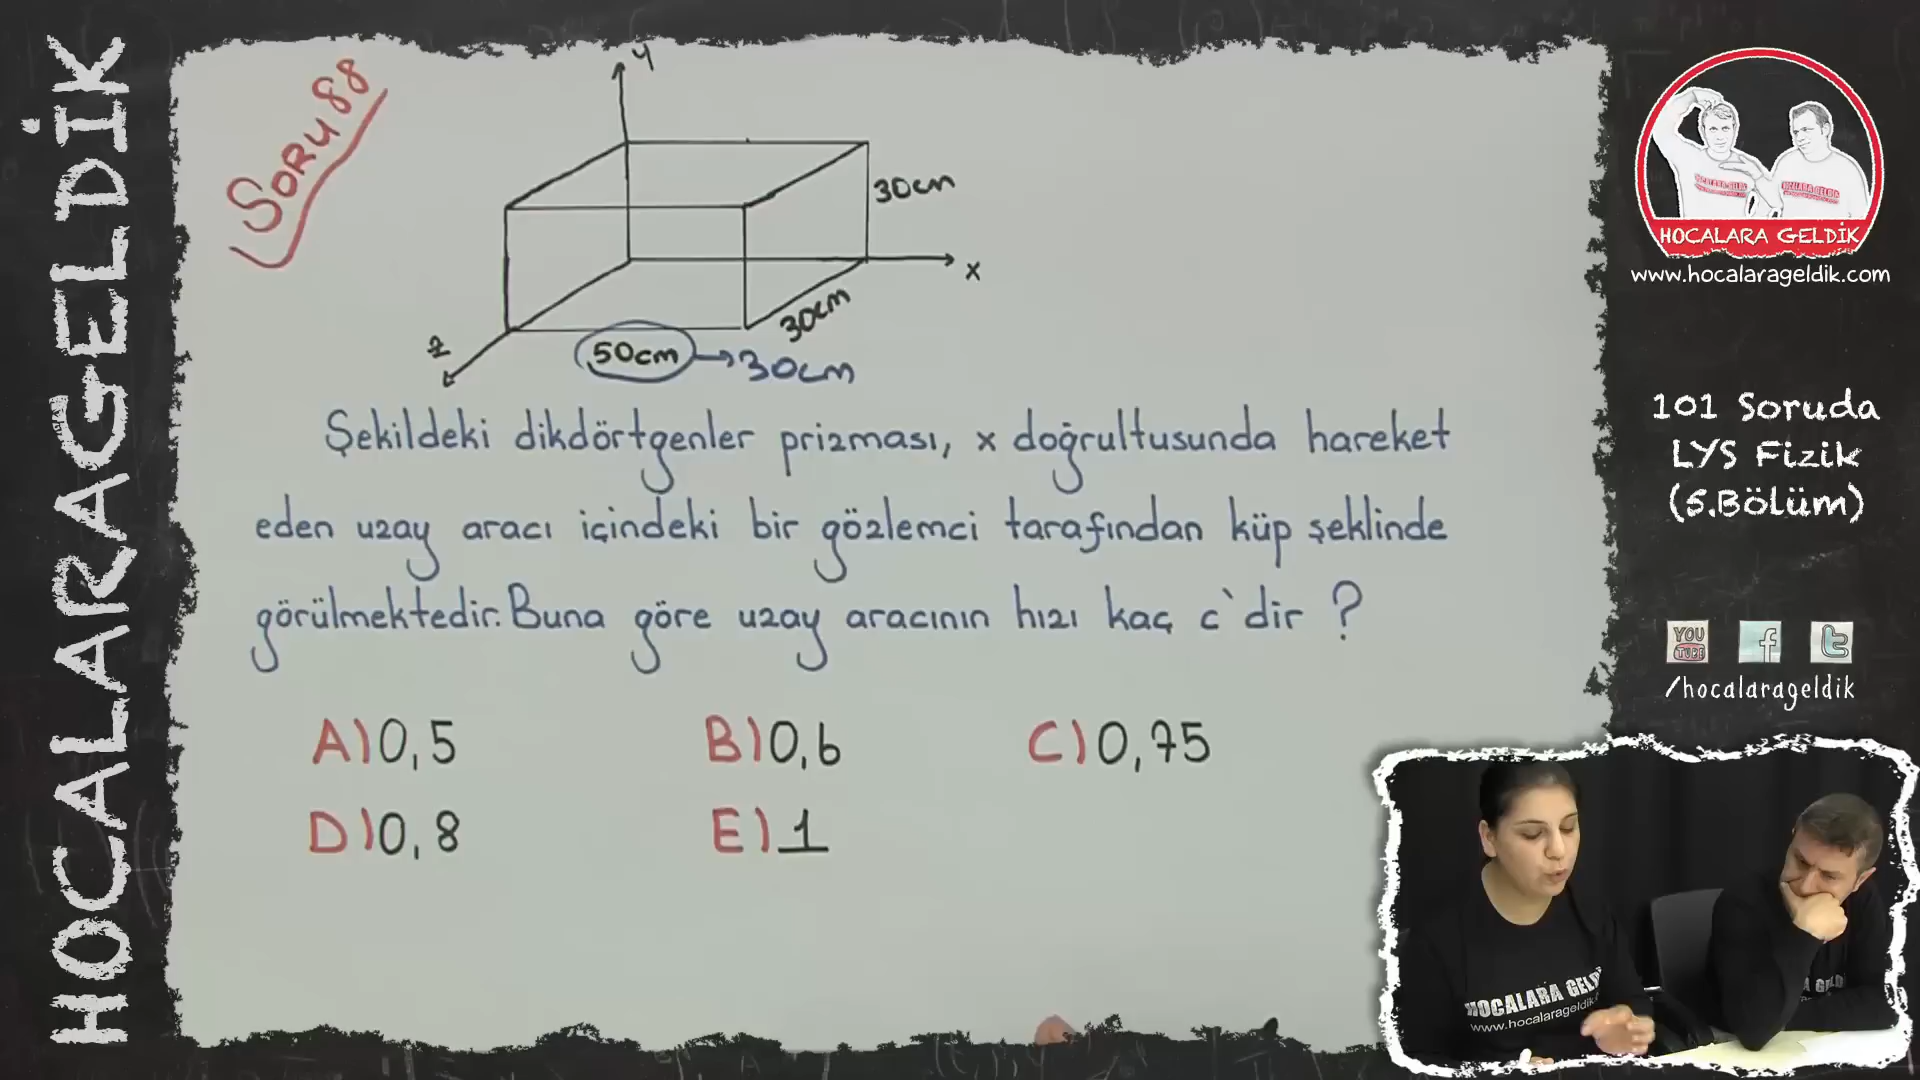 HOCALARAGELDİK
SORU 88
y
30cm
x
30cm
z
50cm → 30cm
Şekildeki dikdörtgenler prizması, x doğrultusunda hareket
eden uzay aracı içindeki bir gözlemci tarafından küp şeklinde
görülmektedir. Buna göre uzay aracının hızı kaç c'dir ?
A) 0,5
B) 0,6
C) 0,75
D) 0,8
E) 1
HOCALARA GELDİK
www.hocalarageldik.com
101 Soruda
LYS Fizik
(5.Bölüm)
YOU
TUBE
f
t
/hocalarageldik
HOCALARA GELDİ
www.hocalarageldik